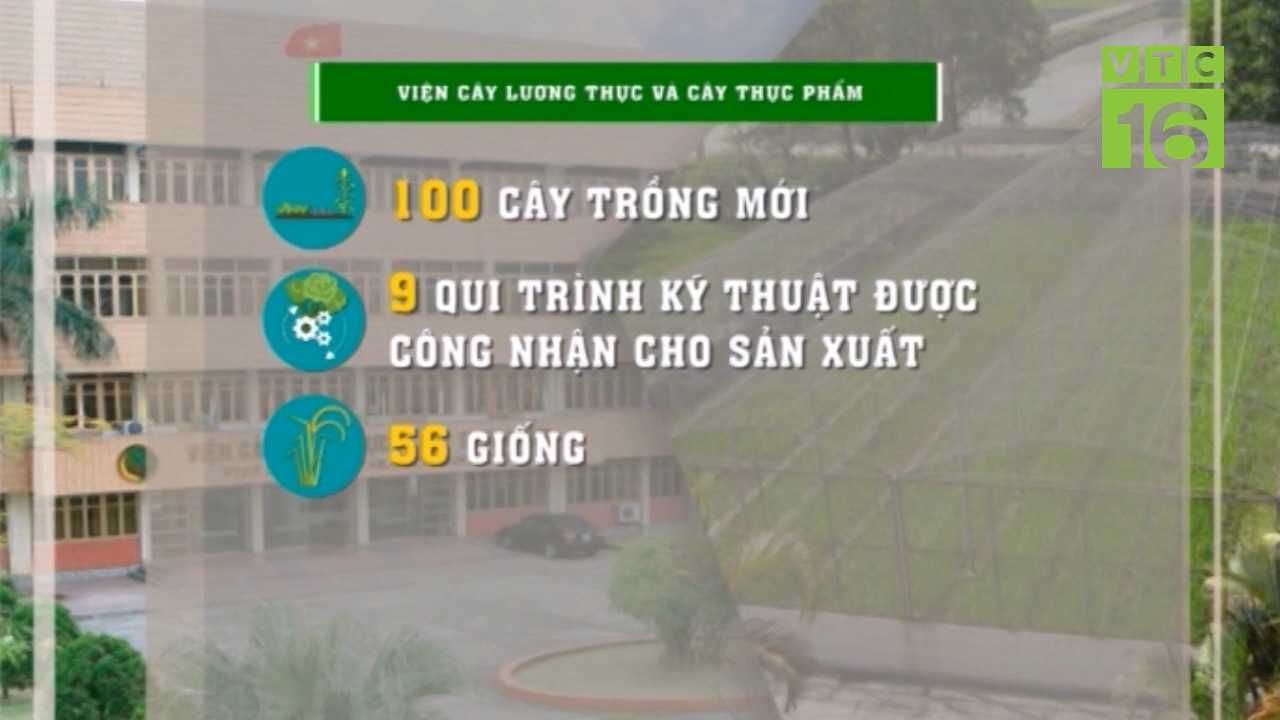 VTC
16
VIỆN CÂY LƯƠNG THỰC VÀ CÂY THỰC PHẨM
100 CÂY TRỒNG MỚI
9 QUI TRÌNH KỸ THUẬT ĐƯỢC
CÔNG NHẬN CHO SẢN XUẤT
56 GIỐNG